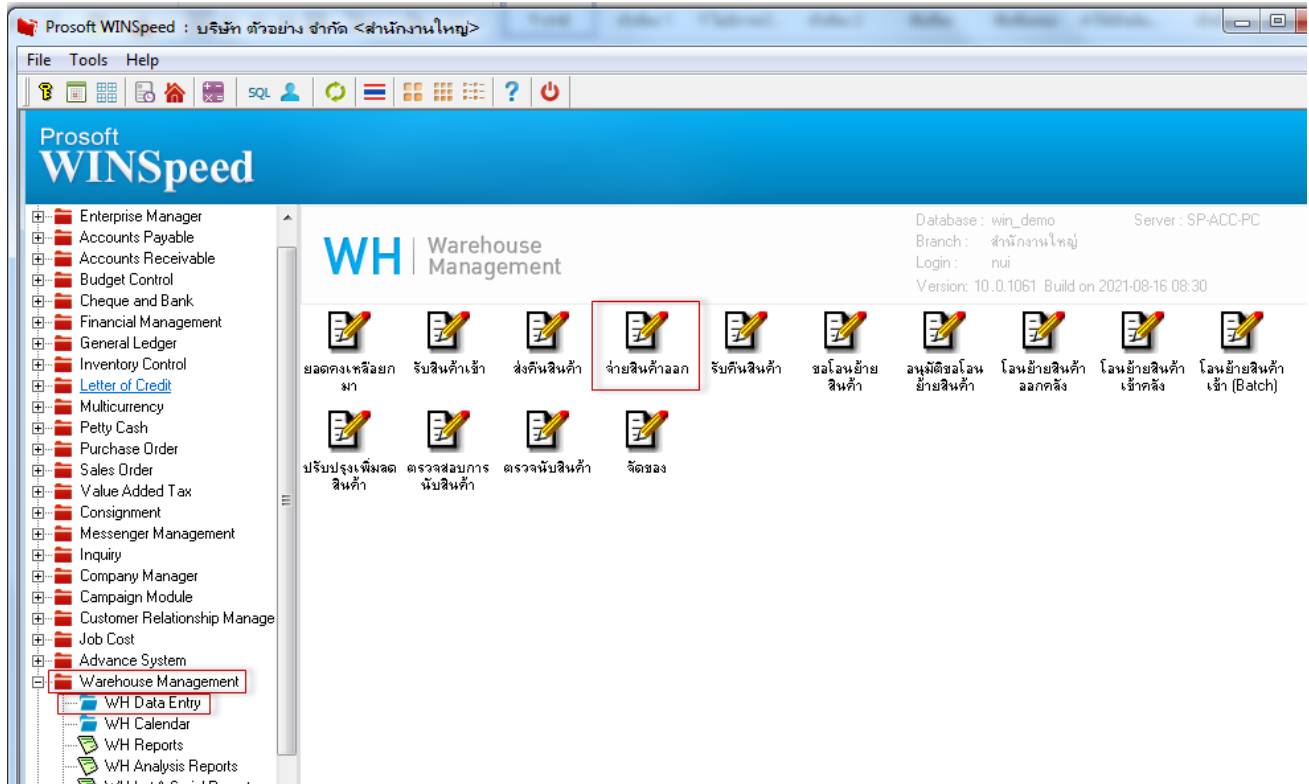 Prosoft WINSpeed : บริษัท ตัวอย่าง จำกัด <สำนักงานใหญ่>
File Tools Help
SQL
Prosoft
WINSpeed
Enterprise Manager
Accounts Payable
Accounts Receivable
Budget Control
Cheque and Bank
Financial Management
General Ledger
Inventory Control
Letter of Credit
Multicurrency
Petty Cash
Purchase Order
Sales Order
Value Added Tax
Consignment
Messenger Management
Inquiry
Company Manager
Campaign Module
Customer Relationship Manage
Job Cost
Advance System
Warehouse Management
WH Data Entry
WH Calendar
WH Reports
WH Analysis Reports
WH Warehouse
Management
Database : win_demo Server : SP-ACC-PC
Branch : สำนักงานใหญ่
Login : nui
Version: 10.0.1061 Build on 2021-08-16 08:30
ยอดคงเหลือยก รับสินค้าเข้า ส่งคืนสินค้า จ่ายสินค้าออก รับคืนสินค้า ขอโอนย้าย อนุมัติขอโอน โอนย้ายสินค้า โอนย้ายสินค้า โอนย้ายสินค้า
มา สินค้า ย้ายสินค้า ออกคลัง เข้าคลัง เข้า (Batch)
ปรับปรุงเพิ่มลด ตรวจสอบการ ตรวจนับสินค้า จัดของ
สินค้า นับสินค้า